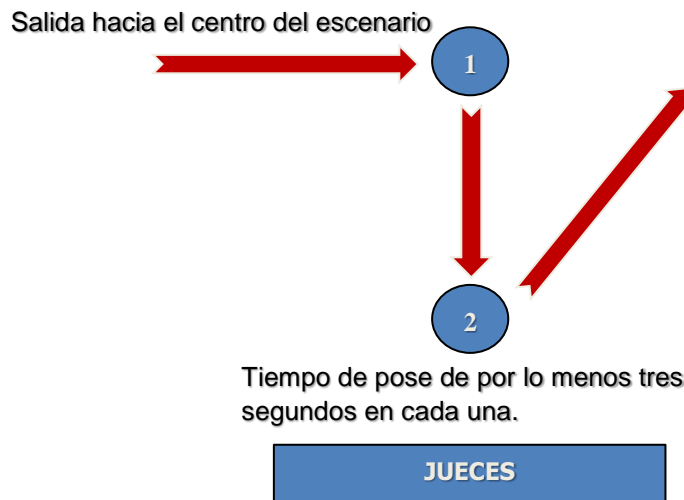 Salida hacia el centro del escenario
1
2
Tiempo de pose de por lo menos tres
segundos en cada una.
JUECES